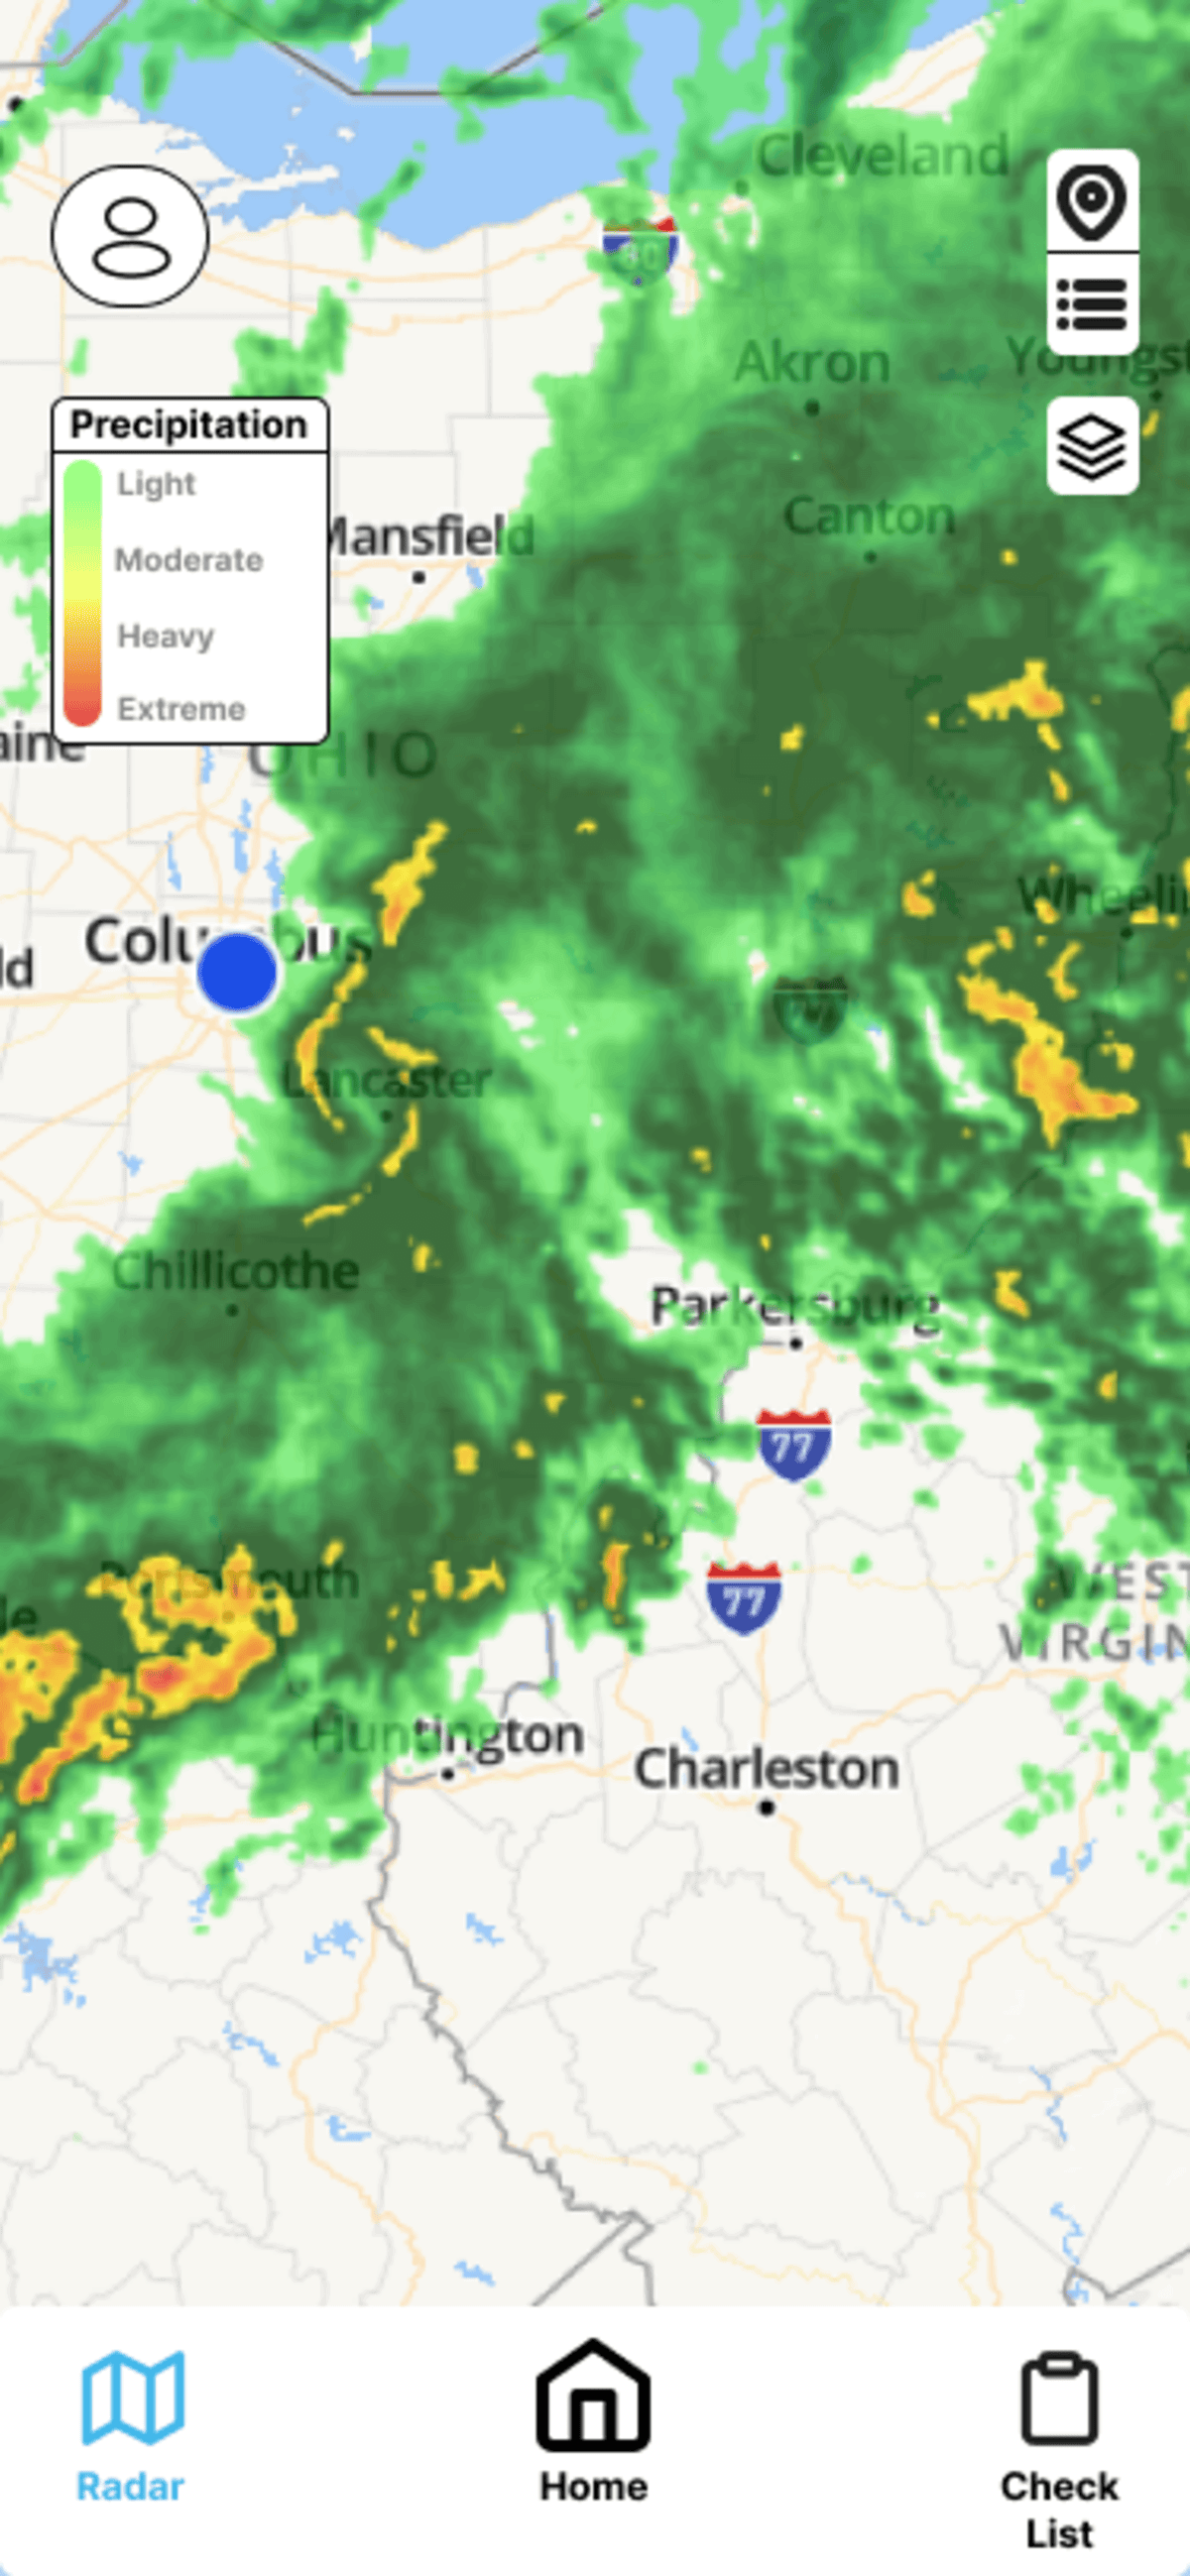 Cleveland
80
Akron
Youngst
Precipitation
Light
Moderate
Heavy
Extreme
Canton
Mansfield
aine
OHIO
Wheelin
Columbus
ld
77
Lancaster
Chillicothe
Parkersburg
77
Portsmouth
77
WEST
VIRGIN
le
Huntington
Charleston
Radar
Home
Check
List